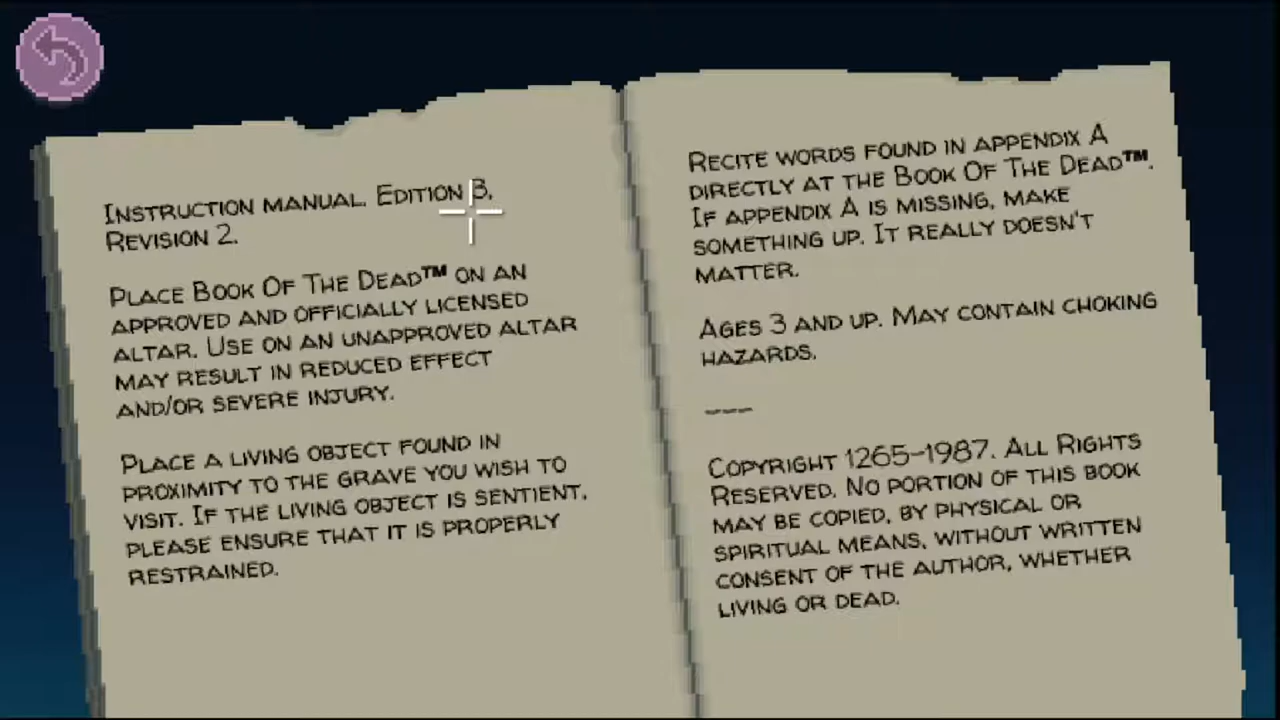 Instruction manual. Edition 3,
Revision 2.
Place Book Of The Dead™ on an
approved and officially licensed
altar. Use on an unapproved altar
may result in reduced effect
and/or severe injury.
Place a living object found in
proximity to the grave you wish to
visit. If the living object is sentient,
please ensure that it is properly
restrained.
Recite words found in appendix A
directly at the Book Of The Dead™.
If appendix A is missing, make
something up. It really doesn't
matter.
Ages 3 and up. May contain choking
hazards.
---
Copyright 1265-1987. All Rights
Reserved. No portion of this book
may be copied, by physical or
spiritual means, without written
consent of the author, whether
living or dead.